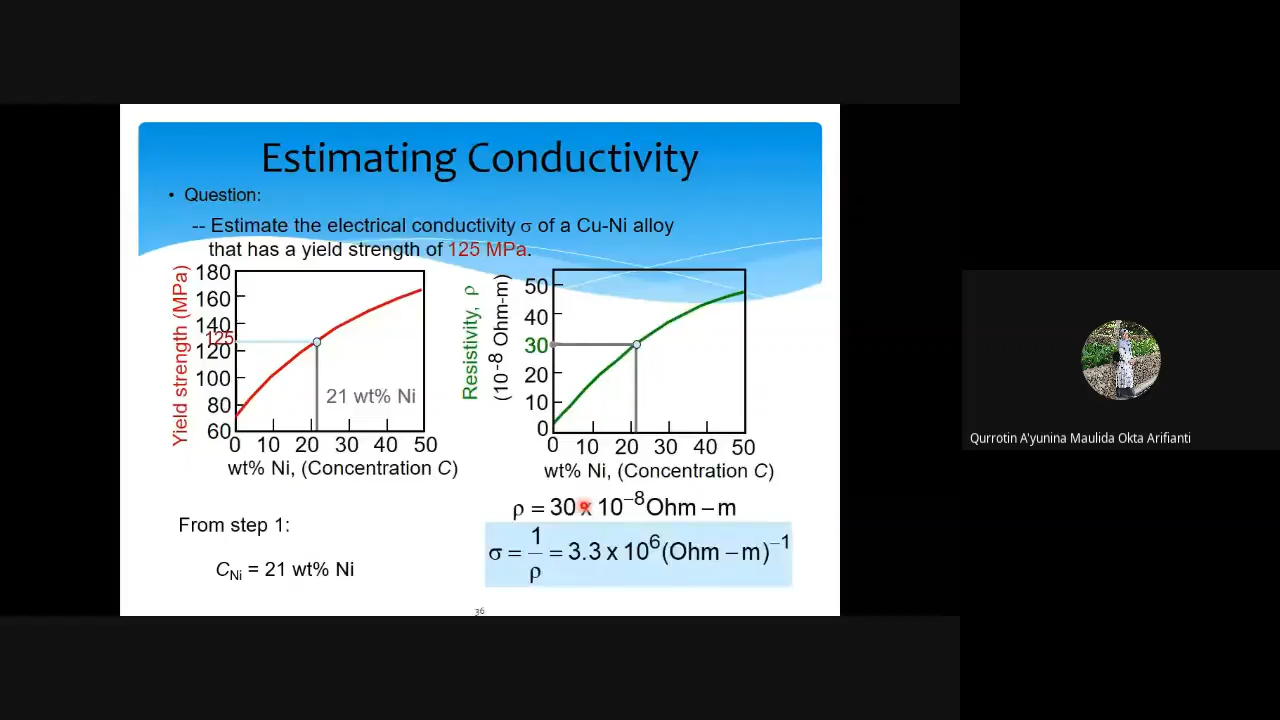 Estimating Conductivity
• Question:
-- Estimate the electrical conductivity σ of a Cu-Ni alloy
that has a yield strength of 125 MPa.
Yield strength (MPa)
180
160
140
125
120
100
80
60
21 wt% Ni
0 10 20 30 40 50
wt% Ni, (Concentration C)
Resistivity, ρ
(10⁻⁸ Ohm-m)
50
40
30
20
10
0
0 10 20 30 40 50
wt% Ni, (Concentration C)
From step 1:
C_Ni = 21 wt% Ni
ρ = 30 x 10⁻⁸ Ohm – m
σ = 1/ρ = 3.3 x 10⁶ (Ohm – m)⁻¹
36
Qurrotin A'yunina Maulida Okta Arifianti